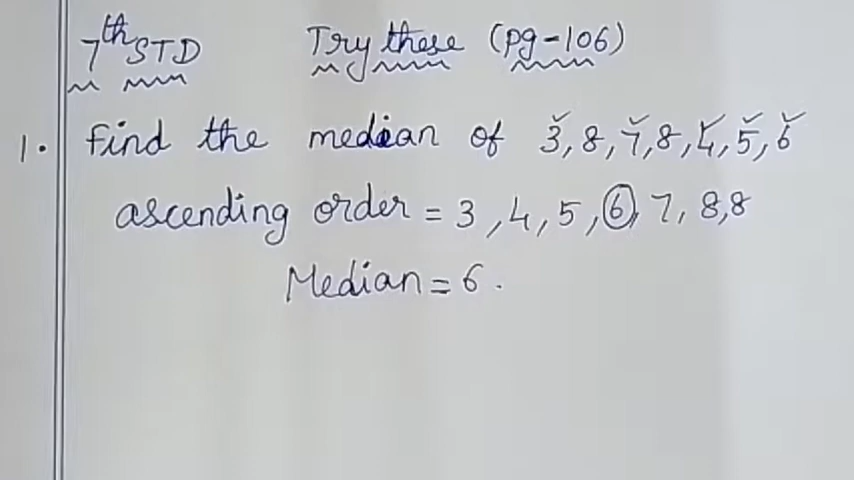 7th STD Try these (pg-106)
1. Find the median of 3, 8, 7, 8, 4, 5, 6
ascending order = 3, 4, 5, 6, 7, 8, 8
Median = 6.